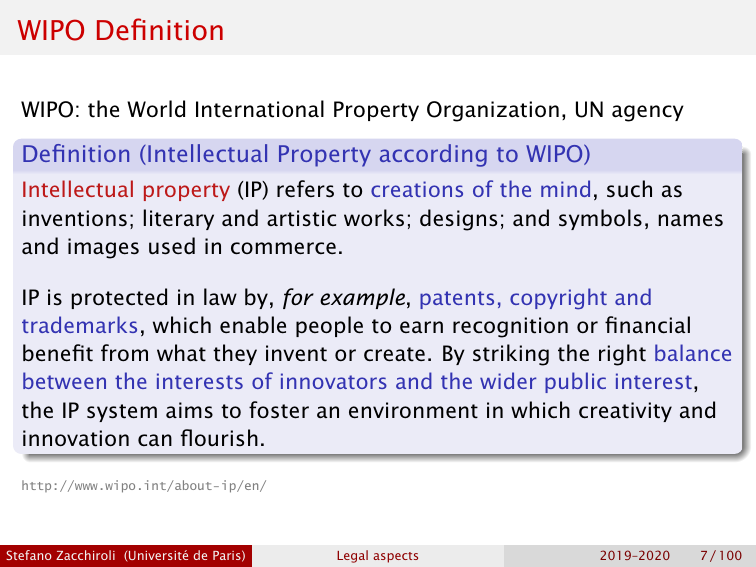 WIPO Definition
WIPO: the World International Property Organization, UN agency
Definition (Intellectual Property according to WIPO)
Intellectual property (IP) refers to creations of the mind, such as
inventions; literary and artistic works; designs; and symbols, names
and images used in commerce.
IP is protected in law by, for example, patents, copyright and
trademarks, which enable people to earn recognition or financial
benefit from what they invent or create. By striking the right balance
between the interests of innovators and the wider public interest,
the IP system aims to foster an environment in which creativity and
innovation can flourish.
http://www.wipo.int/about-ip/en/
Stefano Zacchiroli (Université de Paris) Legal aspects 2019–2020 7 / 100